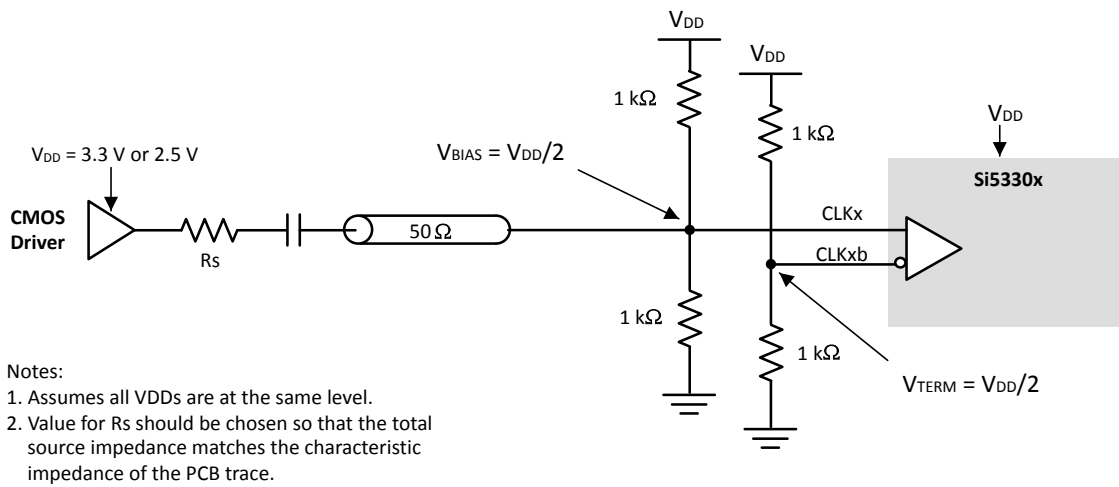 VDD
VDD
1 kΩ
1 kΩ
VDD
VDD = 3.3 V or 2.5 V
VBIAS = VDD/2
Si5330x
CMOS
Driver
Rs
50 Ω
CLKx
CLKxb
1 kΩ
1 kΩ
VTERM = VDD/2
Notes:
1. Assumes all VDDs are at the same level.
2. Value for Rs should be chosen so that the total
source impedance matches the characteristic
impedance of the PCB trace.